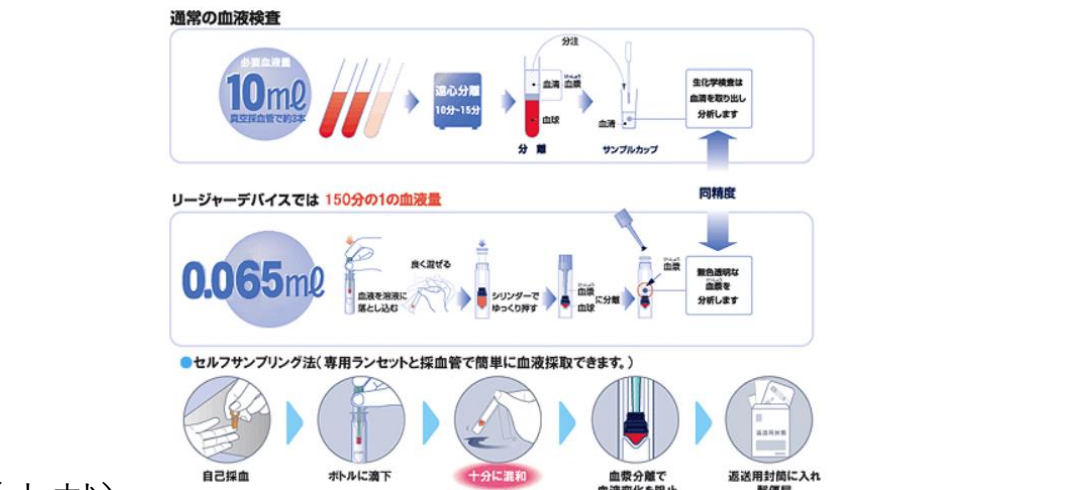 通常の血液検査
必要血液量
10mℓ
真空採血管で約3本
遠心分離
10分~15分
分注
血清
血漿
血球
分離
血清
サンプルカップ
生化学検査は
血清を取り出し
分析します
同精度
リージャーデバイスでは 150分の1の血液量
0.065mℓ
血液を溶液に
落とし込む
良く混ぜる
シリンダーで
ゆっくり押す
血漿
血球
に分離
血漿
無色透明な
血漿を
分析します
●セルフサンプリング法(専用ランセットと採血管で簡単に血液採取できます。)
自己採血
ボトルに滴下
十分に混和
血漿分離で
返送用封筒に入れ